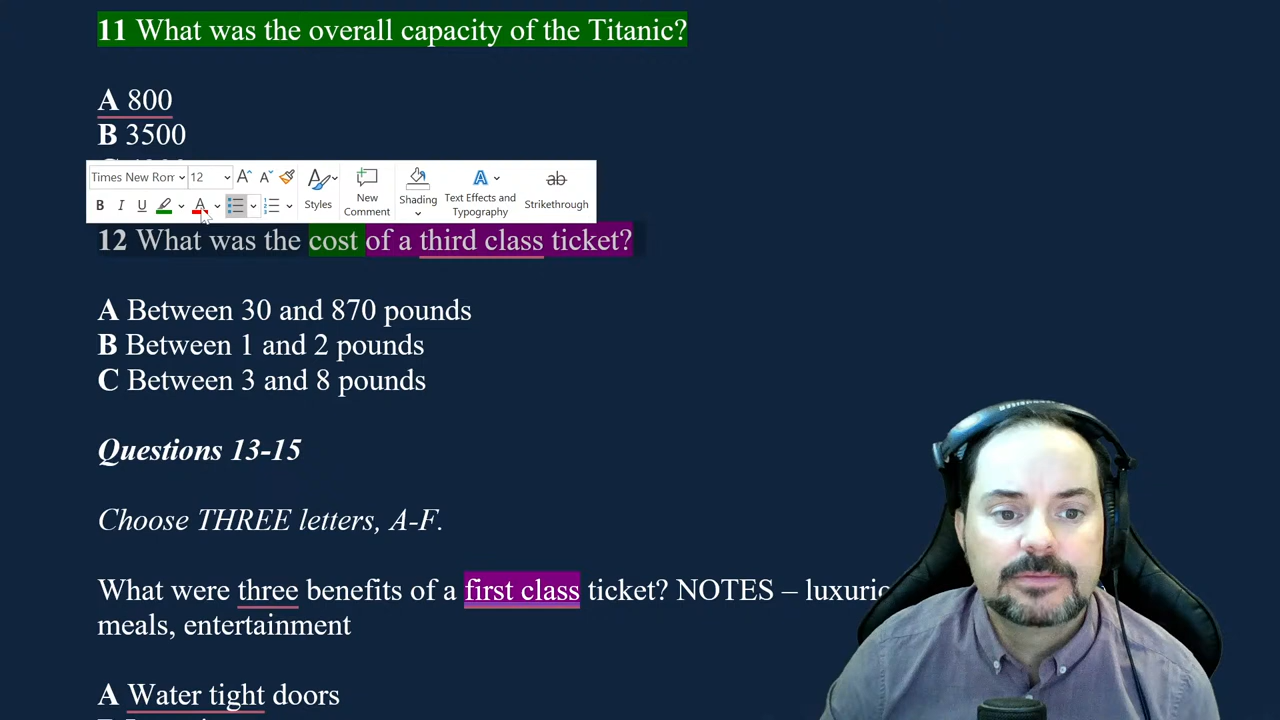 11 What was the overall capacity of the Titanic?
A 800
B 3500
Times New Rom
12
A
A
Styles
New
Comment
Shading
Text Effects and
Typography
ab
Strikethrough
B
I
U
A
12 What was the cost of a third class ticket?
A Between 30 and 870 pounds
B Between 1 and 2 pounds
C Between 3 and 8 pounds
Questions 13-15
Choose THREE letters, A-F.
What were three benefits of a first class ticket? NOTES –
meals, entertainment
A Water tight doors